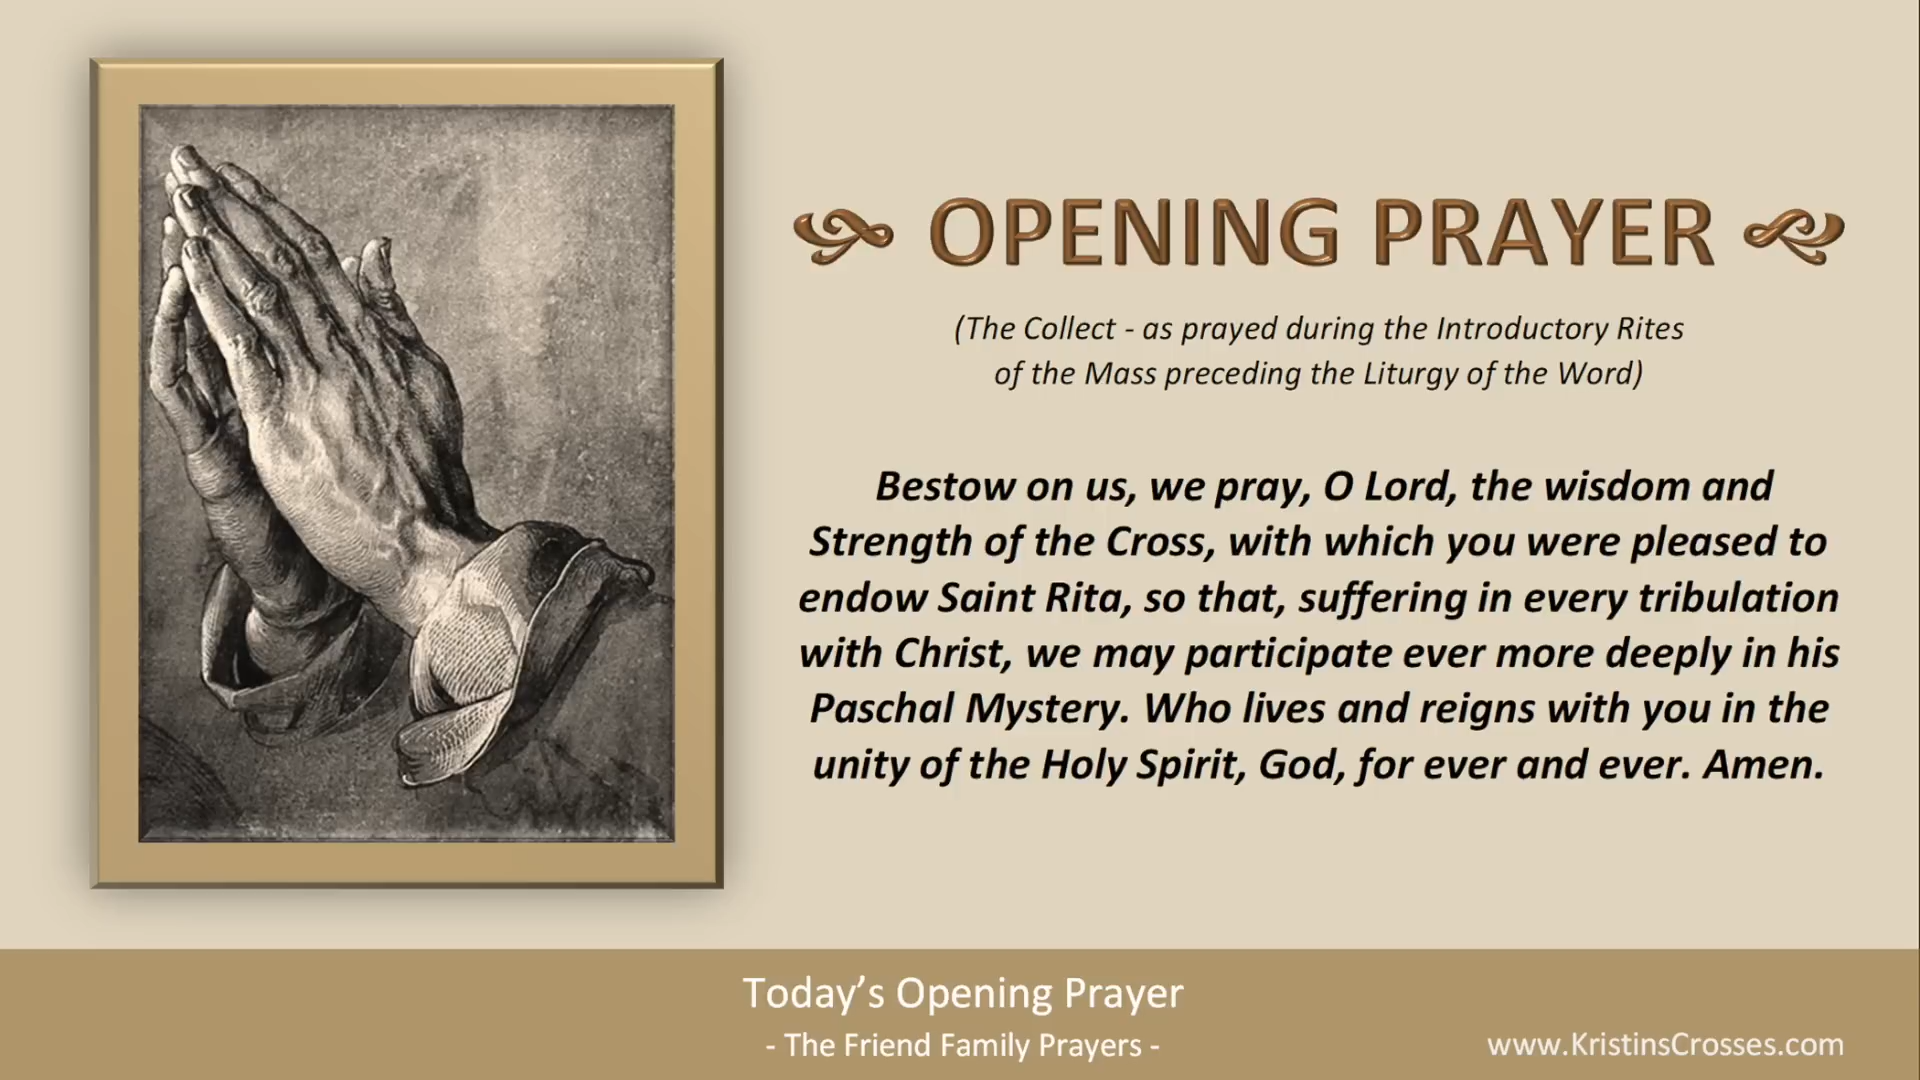 OPENING PRAYER
(The Collect - as prayed during the Introductory Rites
of the Mass preceding the Liturgy of the Word)
Bestow on us, we pray, O Lord, the wisdom and
Strength of the Cross, with which you were pleased to
endow Saint Rita, so that, suffering in every tribulation
with Christ, we may participate ever more deeply in his
Paschal Mystery. Who lives and reigns with you in the
unity of the Holy Spirit, God, for ever and ever. Amen.
Today’s Opening Prayer
- The Friend Family Prayers -
www.KristinsCrosses.com